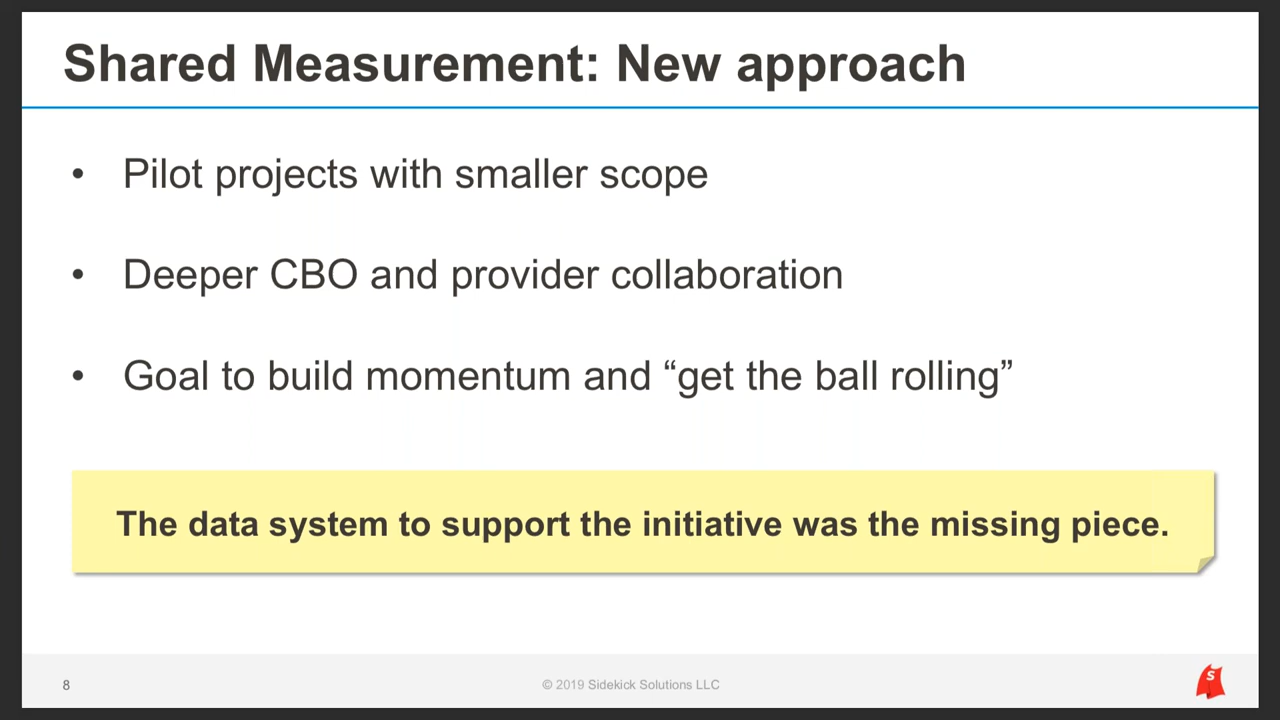 Shared Measurement: New approach
• Pilot projects with smaller scope
• Deeper CBO and provider collaboration
• Goal to build momentum and “get the ball rolling”
The data system to support the initiative was the missing piece.
8
© 2019 Sidekick Solutions LLC
S